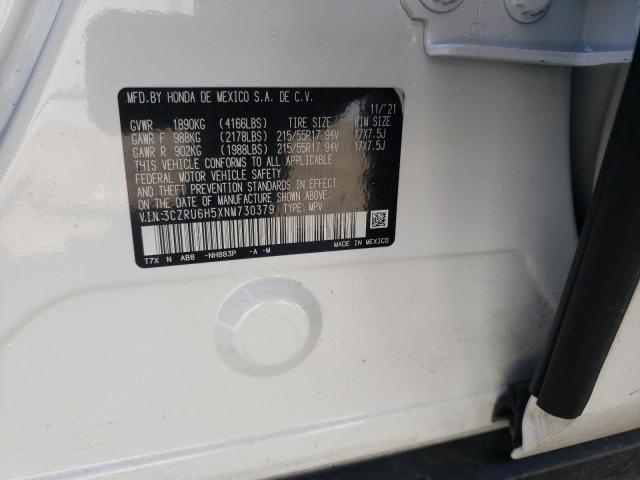 MFD.BY HONDA DE MEXICO S.A. DE C.V.
11/'21
GVWR 1890KG (4166LBS) TIRE SIZE RIM SIZE
GAWR F 988KG (2178LBS) 215/55R17 94V 17X7.5J
GAWR R 902KG (1988LBS) 215/55R17 94V 17X7.5J
THIS VEHICLE CONFORMS TO ALL APPLICABLE
FEDERAL MOTOR VEHICLE SAFETY
AND THEFT PREVENTION STANDARDS IN EFFECT
ON THE DATE OF MANUFACTURE SHOWN ABOVE.
V.I.N:3CZRU6H5XNM730379 TYPE: MPV
T7X N ABB -NH883P -A -M
MADE IN MEXICO